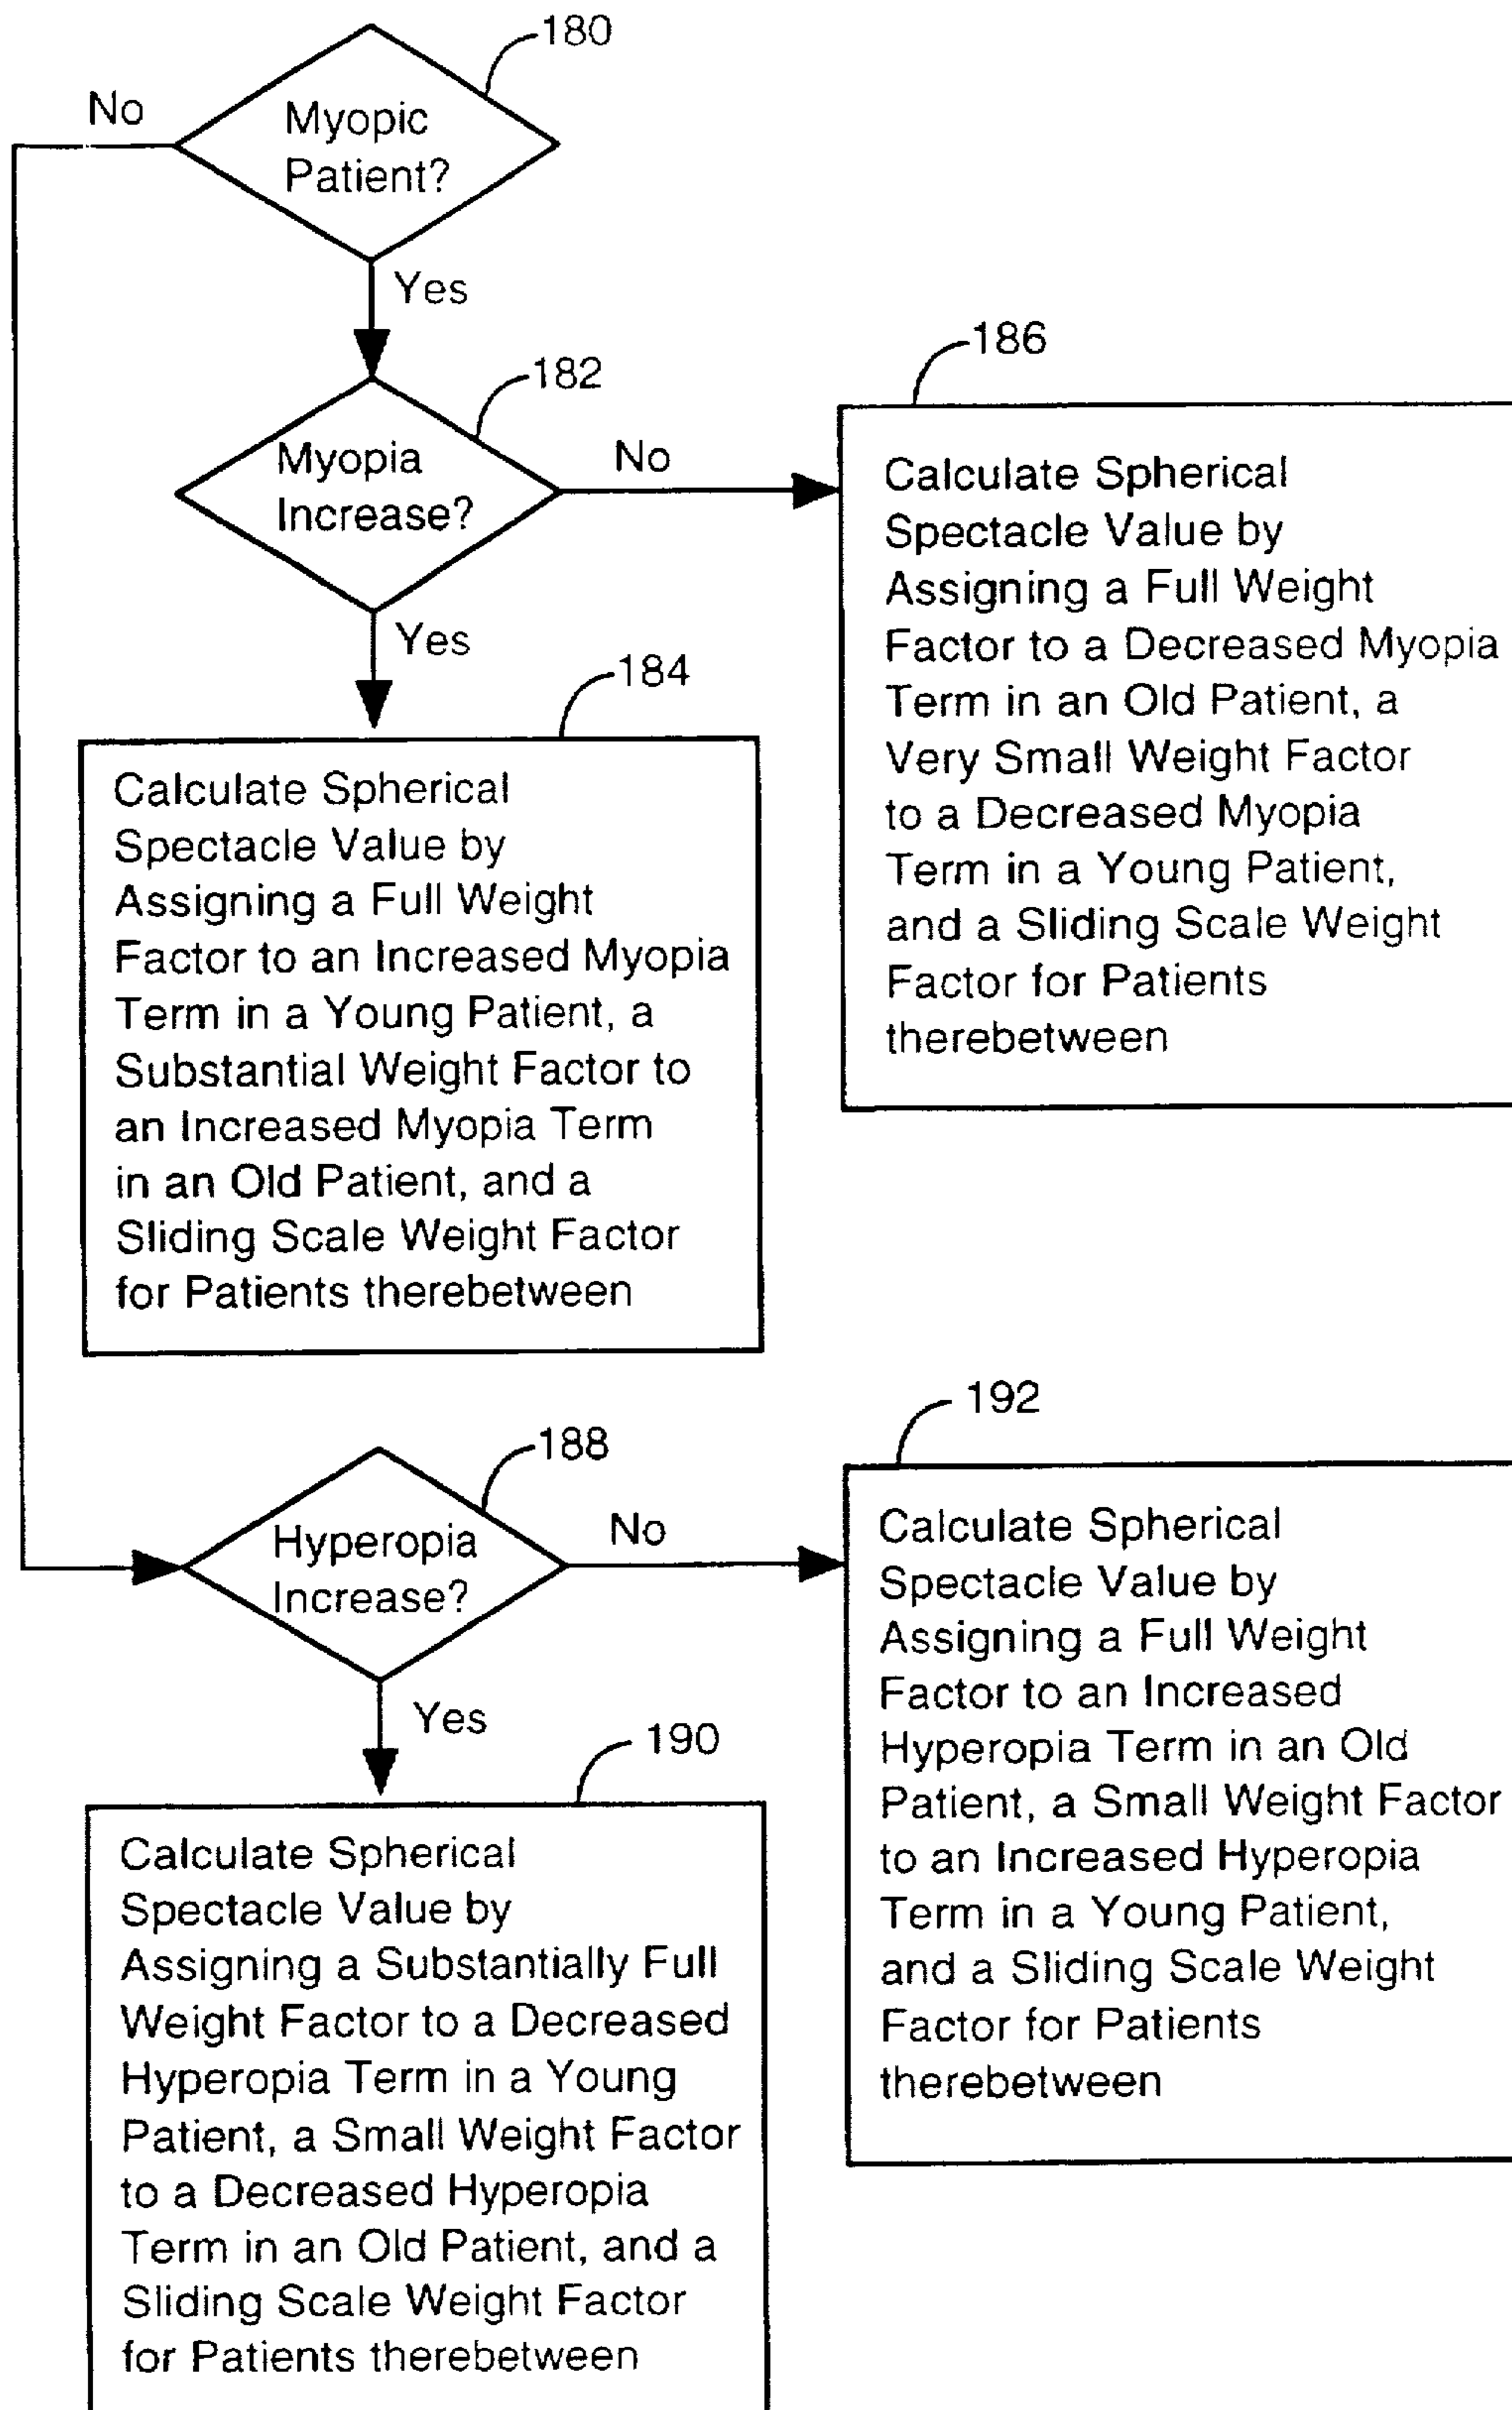 180
No
Myopic
Patient?
Yes
182
Myopia
Increase?
No
Yes
186
Calculate Spherical
Spectacle Value by
Assigning a Full Weight
Factor to a Decreased Myopia
Term in an Old Patient, a
Very Small Weight Factor
to a Decreased Myopia
Term in a Young Patient,
and a Sliding Scale Weight
Factor for Patients
therebetween
184
Calculate Spherical
Spectacle Value by
Assigning a Full Weight
Factor to an Increased Myopia
Term in a Young Patient, a
Substantial Weight Factor to
an Increased Myopia Term
in an Old Patient, and a
Sliding Scale Weight Factor
for Patients therebetween
188
Hyperopia
Increase?
No
Yes
192
Calculate Spherical
Spectacle Value by
Assigning a Full Weight
Factor to an Increased
Hyperopia Term in an Old
Patient, a Small Weight Factor
to an Increased Hyperopia
Term in a Young Patient,
and a Sliding Scale Weight
Factor for Patients
therebetween
190
Calculate Spherical
Spectacle Value by
Assigning a Substantially Full
Weight Factor to a Decreased
Hyperopia Term in a Young
Patient, a Small Weight Factor
to a Decreased Hyperopia
Term in an Old Patient, and a
Sliding Scale Weight Factor
for Patients therebetween